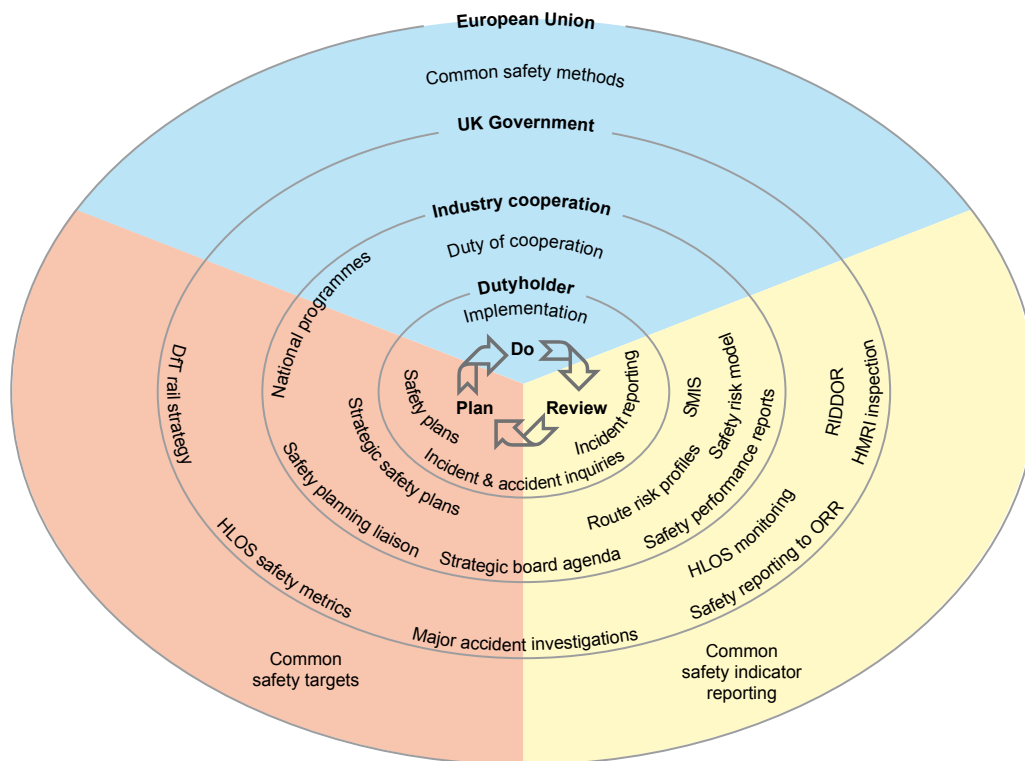 European Union
Common safety methods
UK Government
Industry cooperation
Duty of cooperation
Dutyholder
Implementation
Do
Plan
Review
National programmes
DfT rail strategy
Safety plans
Strategic safety plans
Safety planning liaison
HLOS safety metrics
Common
safety targets
Incident & accident inquiries
Strategic board agenda
Major accident investigations
Incident reporting
SMIS
Safety risk model
Route risk profiles
Safety performance reports
RIDDOR
HMRI inspection
HLOS monitoring
Safety reporting to ORR
Common
safety indicator
reporting